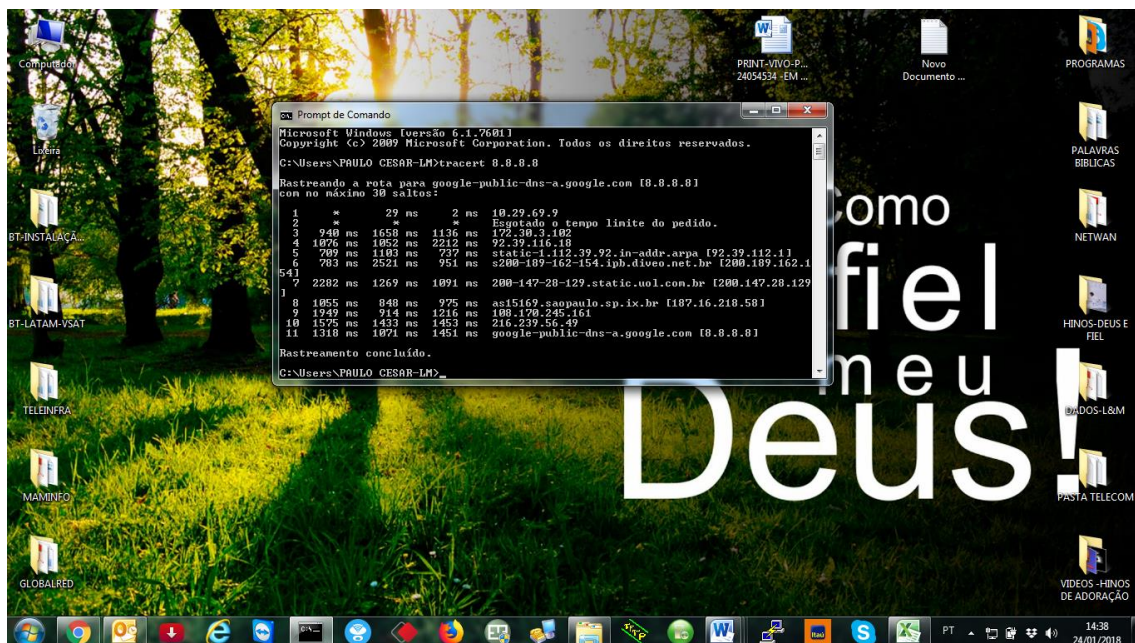 Computador
Lixeira
BT-INSTALAÇÃ...
BT-LATAM-VSAT
TELEINFRA
MAMINFO
GLOBALRED
PRINT-VIVO-P...
24054534 -EM ...
Novo
Documento ...
PROGRAMAS
PALAVRAS
BIBLICAS
NETWAN
HINOS-DEUS E
FIEL
DADOS-L&M
PASTA TELECOM
VIDEOS -HINOS
DE ADORAÇÃO
Prompt de Comando
Microsoft Windows [versão 6.1.7601]
Copyright (c) 2009 Microsoft Corporation. Todos os direitos reservados.
C:\Users\PAULO CESAR-LM>tracert 8.8.8.8
Rastreando a rota para google-public-dns-a.google.com [8.8.8.8]
com no máximo 30 saltos:
1 * 29 ms 2 ms 10.29.69.9
2 * * * Esgotado o tempo limite do pedido.
3 940 ms 1658 ms 1136 ms 172.30.3.102
4 1076 ms 1052 ms 2212 ms 92.39.116.18
5 709 ms 1103 ms 737 ms static-1.112.39.92.in-addr.arpa [92.39.112.1]
6 783 ms 2521 ms 951 ms s200-189-162-154.ipb.diveo.net.br [200.189.162.1
54]
7 2282 ms 1269 ms 1091 ms 200-147-28-129.static.uol.com.br [200.147.28.129
]
8 1055 ms 848 ms 975 ms as15169.saopaulo.sp.ix.br [187.16.218.58]
9 1949 ms 914 ms 1216 ms 108.170.245.161
10 1575 ms 1433 ms 1453 ms 216.239.56.49
11 1318 ms 1071 ms 1451 ms google-public-dns-a.google.com [8.8.8.8]
Rastreamento concluído.
C:\Users\PAULO CESAR-LM>_
Como
fiel
meu
Deus!
PT
14:38
24/01/2018